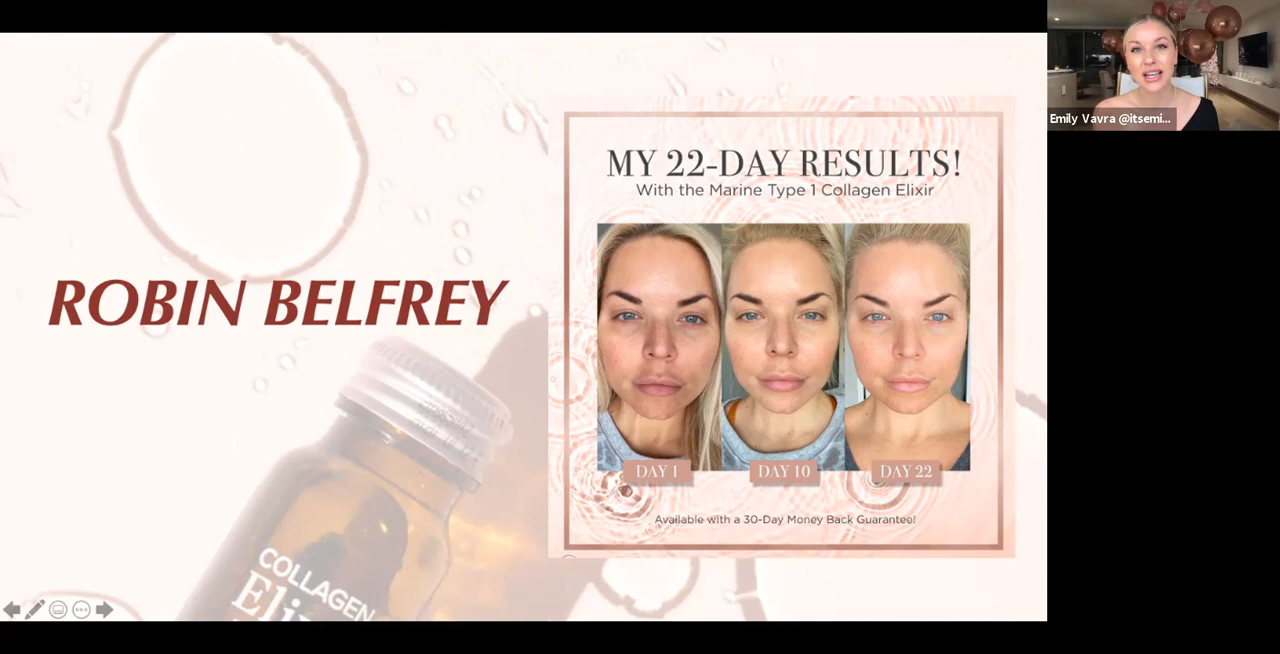 Emily Vavra @itsemi...
MY 22-DAY RESULTS!
With the Marine Type 1 Collagen Elixir
ROBIN BELFREY
DAY 1
DAY 10
DAY 22
Available with a 30-Day Money Back Guarantee!
COLLAGEN